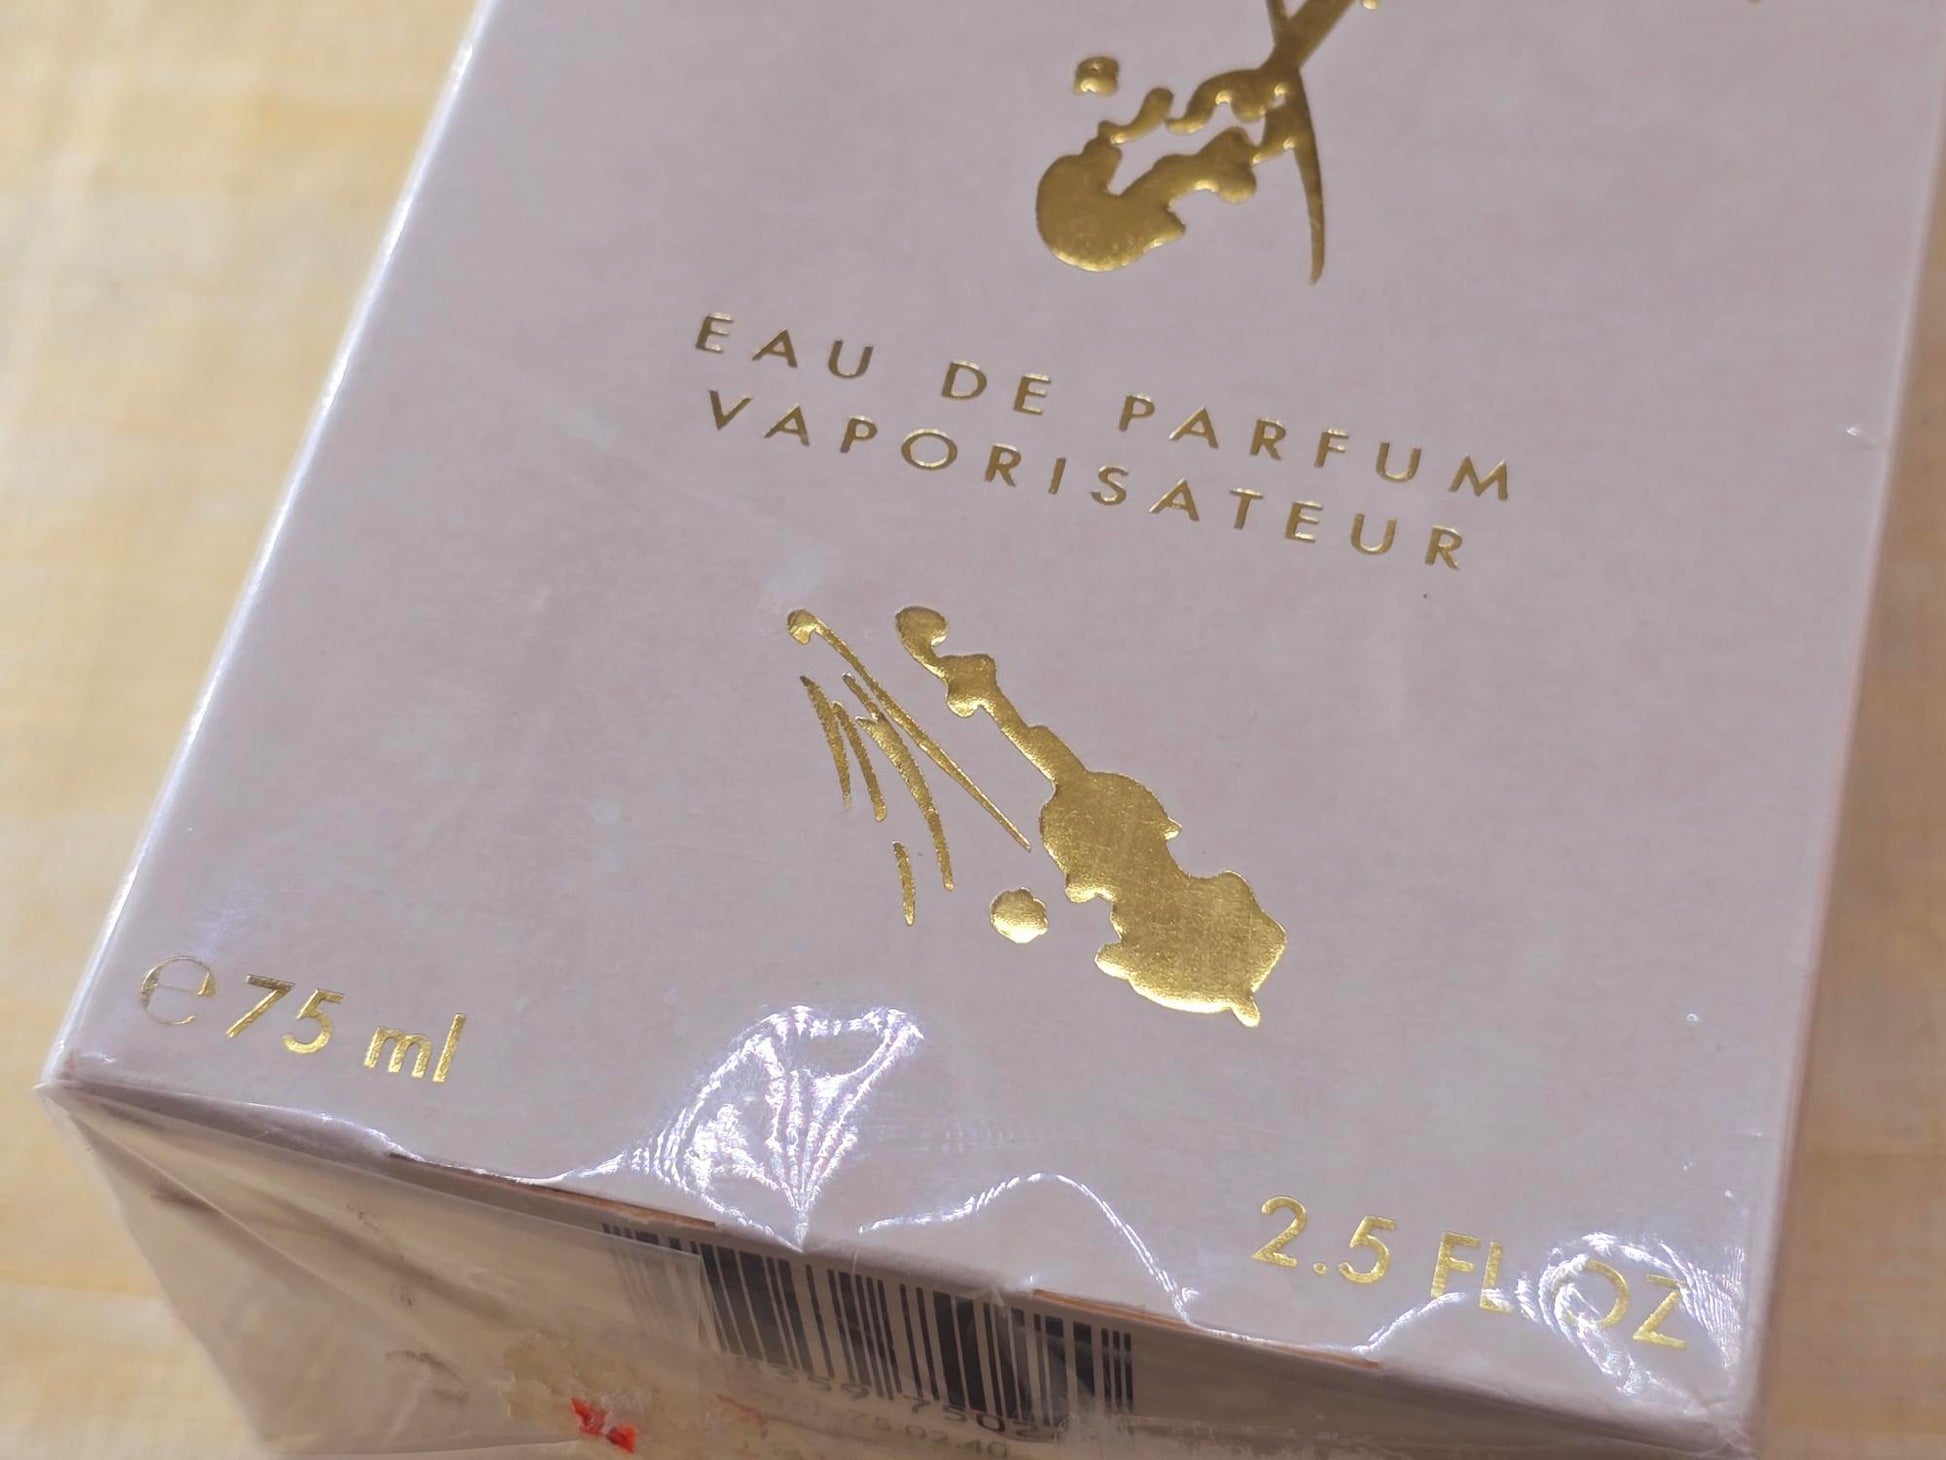 EAU DE PARFUM
VAPORISATEUR
e 75 ml
2.5 FL OZ